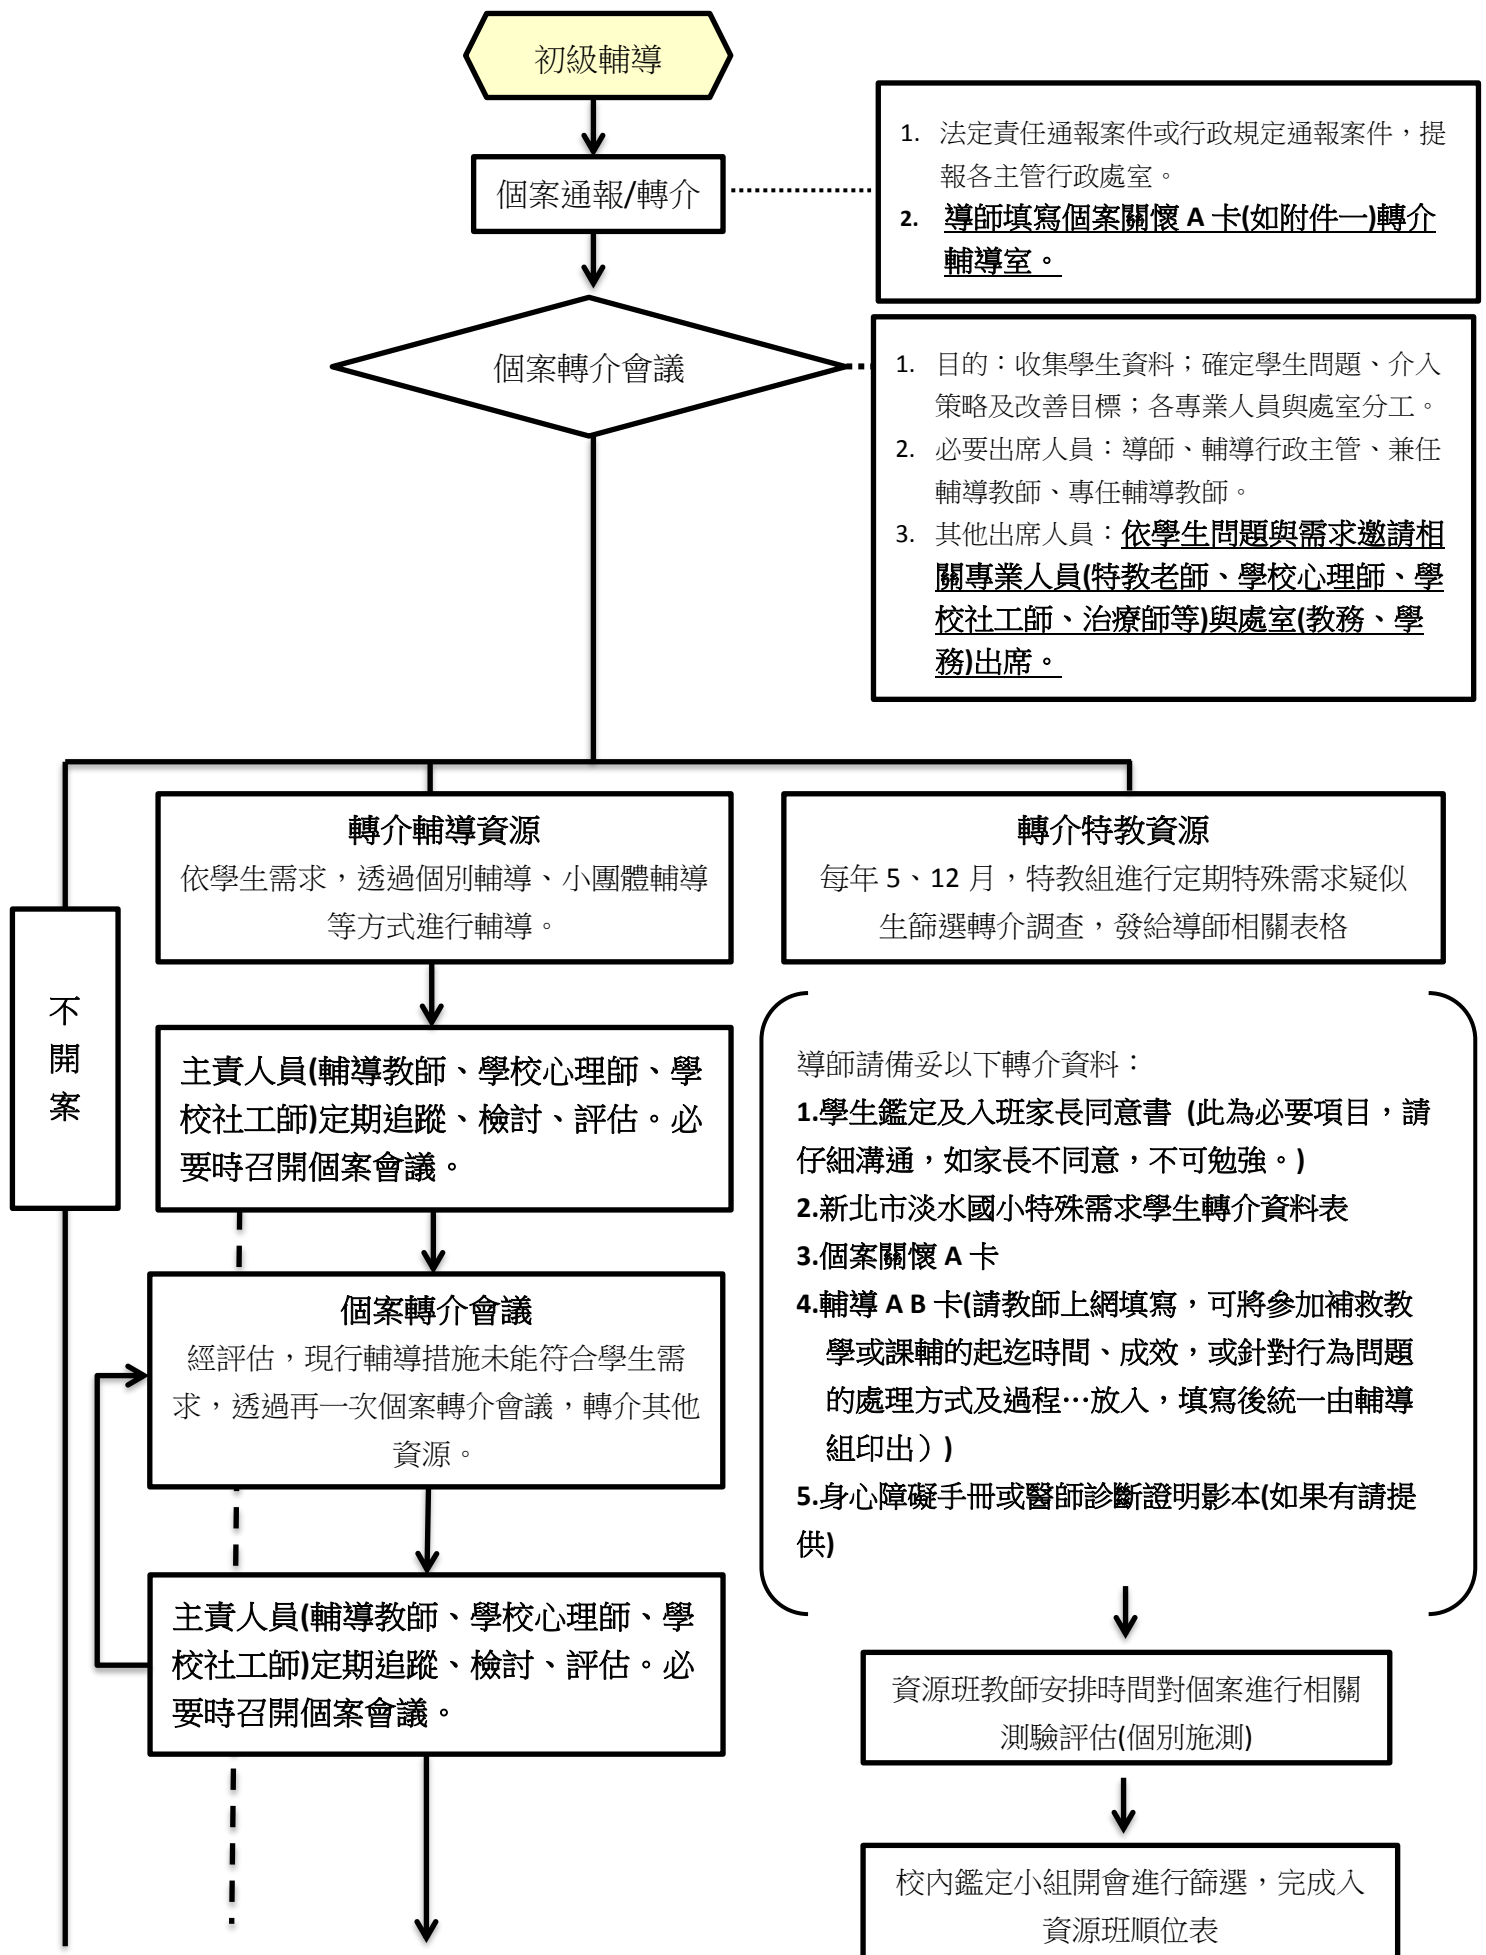 初級輔導
個案通報/轉介
1. 法定責任通報案件或行政規定通報案件，提
報各主管行政處室。
2. 導師填寫個案關懷 A 卡(如附件一)轉介
輔導室。
個案轉介會議
1. 目的：收集學生資料；確定學生問題、介入
策略及改善目標；各專業人員與處室分工。
2. 必要出席人員：導師、輔導行政主管、兼任
輔導教師、專任輔導教師。
3. 其他出席人員：依學生問題與需求邀請相
關專業人員(特教老師、學校心理師、學
校社工師、治療師等)與處室(教務、學
務)出席。
不
開
案
轉介輔導資源
依學生需求，透過個別輔導、小團體輔導
等方式進行輔導。
主責人員(輔導教師、學校心理師、學
校社工師)定期追蹤、檢討、評估。必
要時召開個案會議。
個案轉介會議
經評估，現行輔導措施未能符合學生需
求，透過再一次個案轉介會議，轉介其他
資源。
主責人員(輔導教師、學校心理師、學
校社工師)定期追蹤、檢討、評估。必
要時召開個案會議。
轉介特教資源
每年 5、12 月，特教組進行定期特殊需求疑似
生篩選轉介調查，發給導師相關表格
導師請備妥以下轉介資料：
1.學生鑑定及入班家長同意書 (此為必要項目，請
仔細溝通，如家長不同意，不可勉強。)
2.新北市淡水國小特殊需求學生轉介資料表
3.個案關懷 A 卡
4.輔導 A B 卡(請教師上網填寫，可將參加補救教
學或課輔的起迄時間、成效，或針對行為問題
的處理方式及過程…放入，填寫後統一由輔導
組印出）)
5.身心障礙手冊或醫師診斷證明影本(如果有請提
供)
資源班教師安排時間對個案進行相關
測驗評估(個別施測)
校內鑑定小組開會進行篩選，完成入
資源班順位表